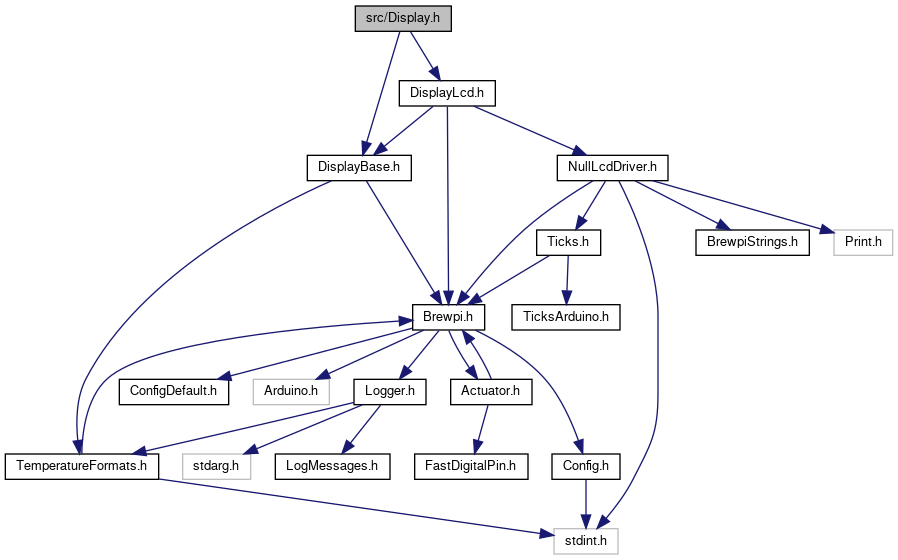 src/Display.h
DisplayLcd.h
DisplayBase.h
NullLcdDriver.h
Ticks.h
BrewpiStrings.h
Print.h
Brewpi.h
TicksArduino.h
ConfigDefault.h
Arduino.h
Logger.h
Actuator.h
TemperatureFormats.h
stdarg.h
LogMessages.h
FastDigitalPin.h
Config.h
stdint.h